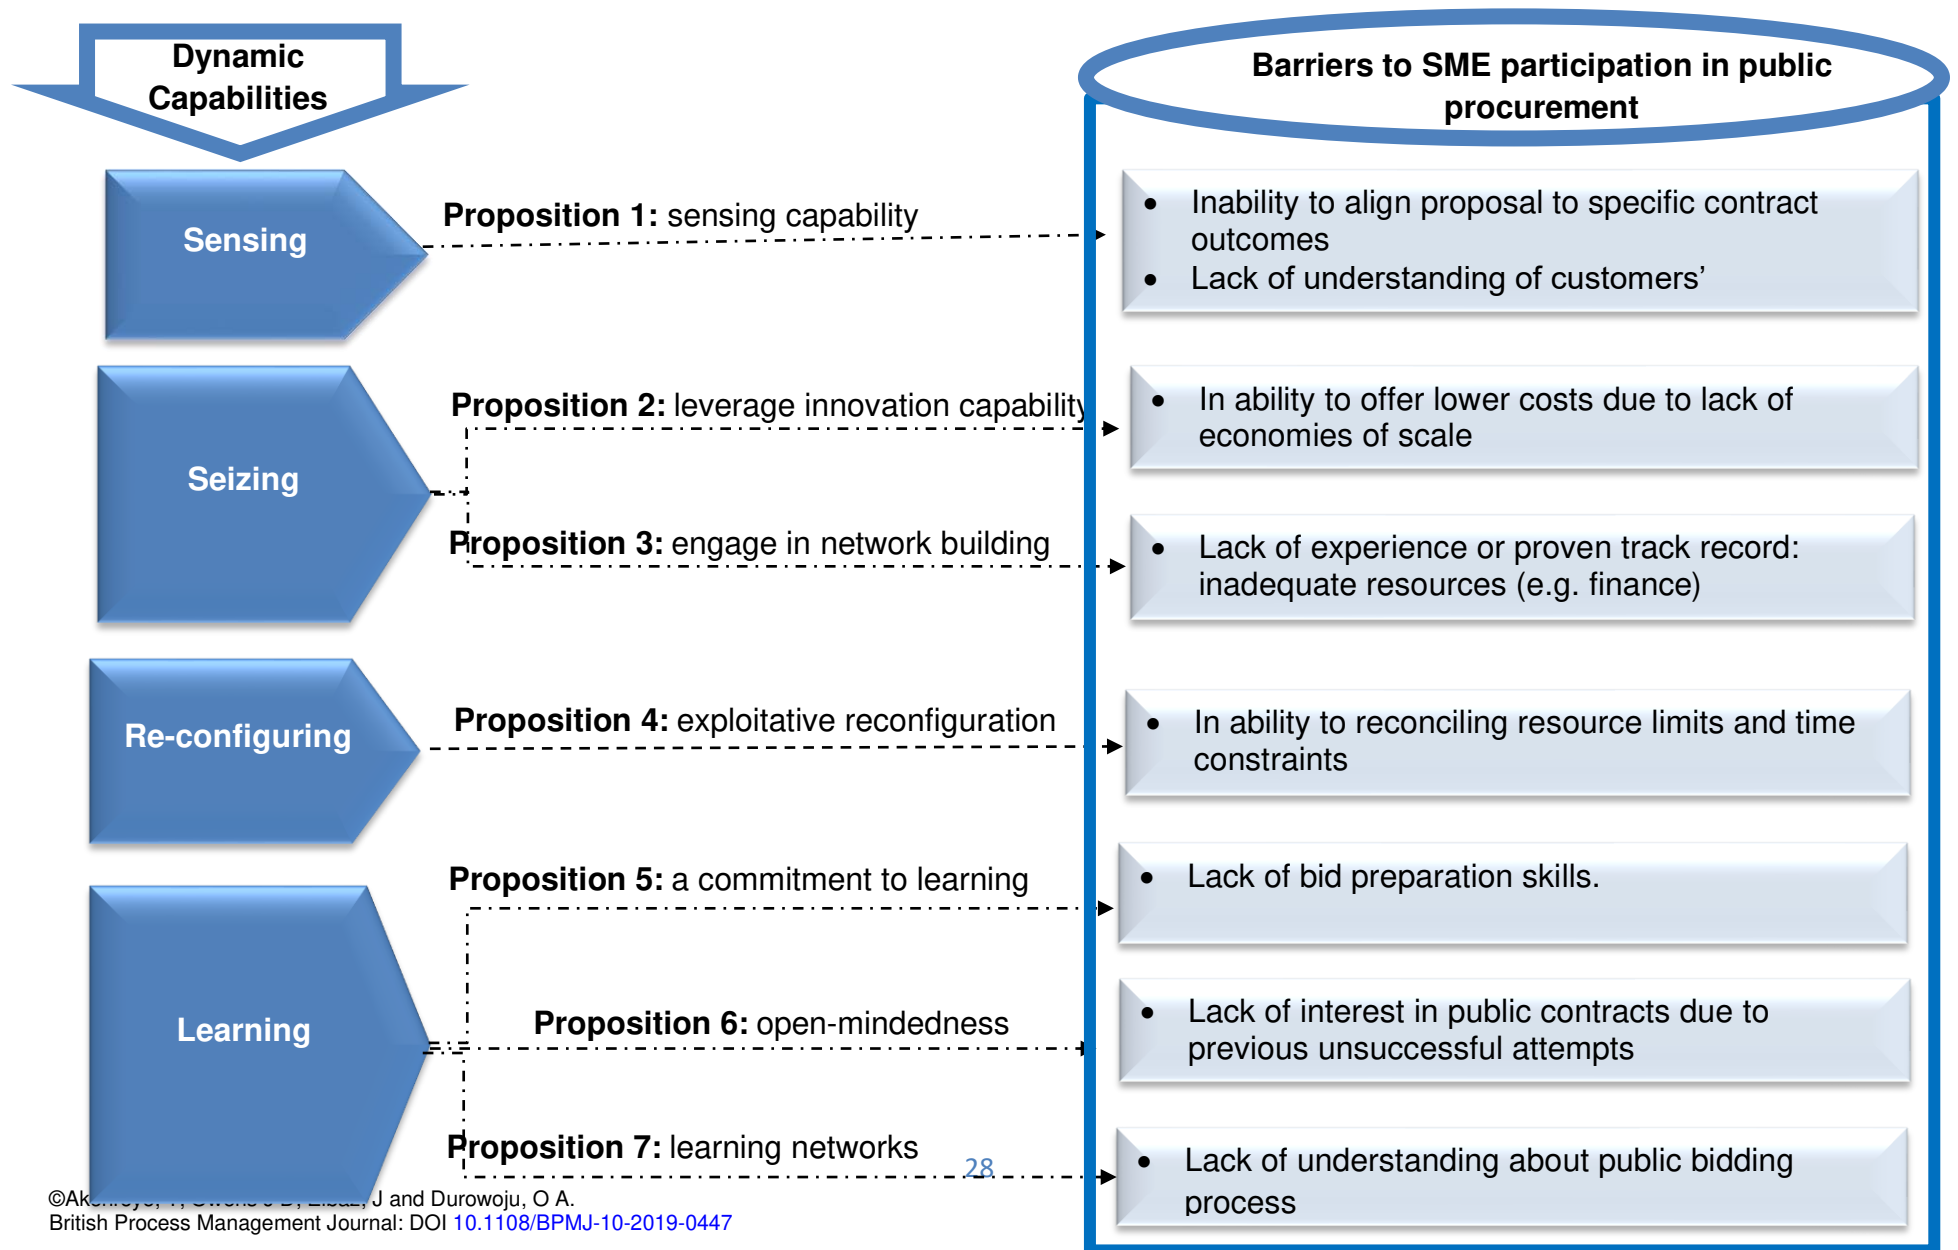 Dynamic
Capabilities
Barriers to SME participation in public
procurement
Sensing
Proposition 1: sensing capability
• Inability to align proposal to specific contract
outcomes
• Lack of understanding of customers’
Seizing
Proposition 2: leverage innovation capability
• In ability to offer lower costs due to lack of
economies of scale
Proposition 3: engage in network building
• Lack of experience or proven track record:
inadequate resources (e.g. finance)
Re-configuring
Proposition 4: exploitative reconfiguration
• In ability to reconciling resource limits and time
constraints
Learning
Proposition 5: a commitment to learning
• Lack of bid preparation skills.
Proposition 6: open-mindedness
• Lack of interest in public contracts due to
previous unsuccessful attempts
Proposition 7: learning networks
• Lack of understanding about public bidding
process
28
J and Durowoju, O A.
British Process Management Journal: DOI 10.1108/BPMJ-10-2019-0447